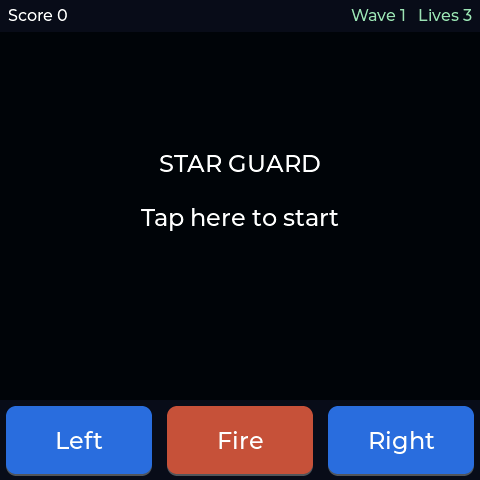 Score 0
Wave 1 Lives 3
STAR GUARD
Tap here to start
Left
Fire
Right